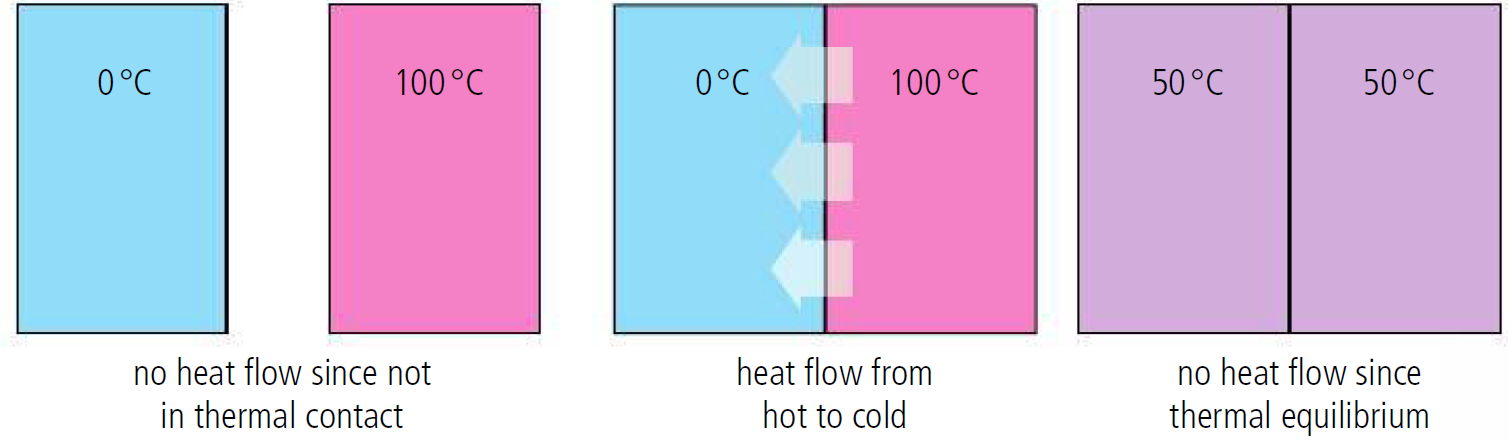 0 °C
100 °C
no heat flow since not
in thermal contact
0 °C
100 °C
heat flow from
hot to cold
50 °C
50 °C
no heat flow since
thermal equilibrium